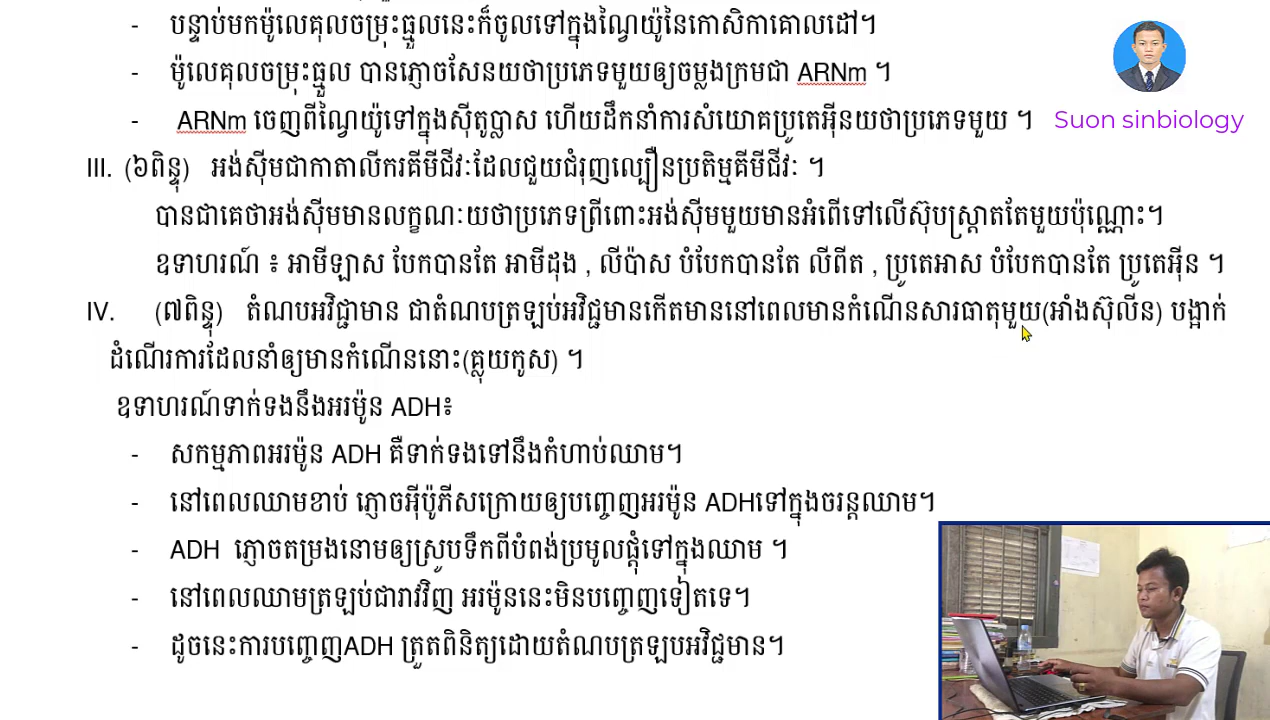 - បន្ទាប់មកម៉ូលេគុលចម្រុះធ្មួលនេះក៏ចូលទៅក្នុងណ្វៃយ៉ូនៃកោសិកាគោលដៅ។
- ម៉ូលេគុលចម្រុះធ្មួល បានភ្ញោចសែនយថាប្រភេទមួយឲ្យចម្លងក្រមជា ARNm ។
- ARNm ចេញពីណ្វៃយ៉ូទៅក្នុងស៊ីតូប្លាស ហើយដឹកនាំការសំយោគប្រូតេអ៊ីនយថាប្រភេទមួយ ។
Suon sinbiology
III. (៦ពិន្ទុ) អង់ស៊ីមជាកាតាលីករគីមីជីវៈដែលជួយជំរុញល្បឿនប្រតិម្មគីមីជីវៈ ។
បានជាគេថាអង់ស៊ីមមានលក្ខណៈយថាប្រភេទព្រីពោះអង់ស៊ីមមួយមានអំពើទៅលើស៊ុបស្ត្រាតតែមួយប៉ុណ្ណោះ។
ឧទាហរណ៍ ៖ អាមីឡាស បែកបានតែ អាមីដុង , លីប៉ាស បំបែកបានតែ លីពីត , ប្រូតេអាស បំបែកបានតែ ប្រូតេអ៊ីន ។
IV. (៧ពិន្ទុ) តំណបអវិជ្ជាមាន ជាតំណបត្រឡប់អវិជ្ជមានកើតមាននៅពេលមានកំណើនសារធាតុមួយ(អាំងស៊ុលីន) បង្អាក់
ដំណើរការដែលនាំឲ្យមានកំណើននោះ(គ្លុយកូស) ។
ឧទាហរណ៍ទាក់ទងនឹងអរម៉ូន ADH៖
- សកម្មភាពអរម៉ូន ADH គឺទាក់ទងទៅនឹងកំហាប់ឈាម។
- នៅពេលឈាមខាប់ ភ្ញោចអ៊ីប៉ូភីសក្រោយឲ្យបញ្ចេញអរម៉ូន ADHទៅក្នុងចរន្តឈាម។
- ADH ភ្ញោចតម្រងនោមឲ្យស្រូបទឹកពីបំពង់ប្រមូលផ្តុំទៅក្នុងឈាម ។
- នៅពេលឈាមត្រឡប់ជារាវវិញ អរម៉ូននេះមិនបញ្ចេញទៀតទេ។
- ដូចនេះការបញ្ចេញADH ត្រួតពិនិត្យដោយតំណបត្រឡបអវិជ្ជមាន។